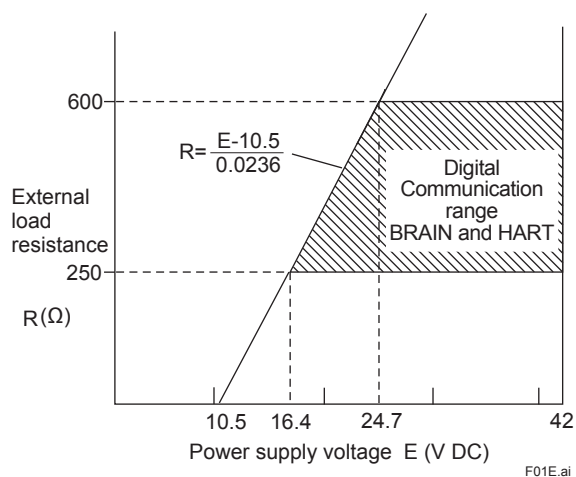 600
R= E-10.5
0.0236
External
load
resistance
Digital
Communication
range
BRAIN and HART
250
R(Ω)
10.5 16.4 24.7 42
Power supply voltage E (V DC)
F01E.ai